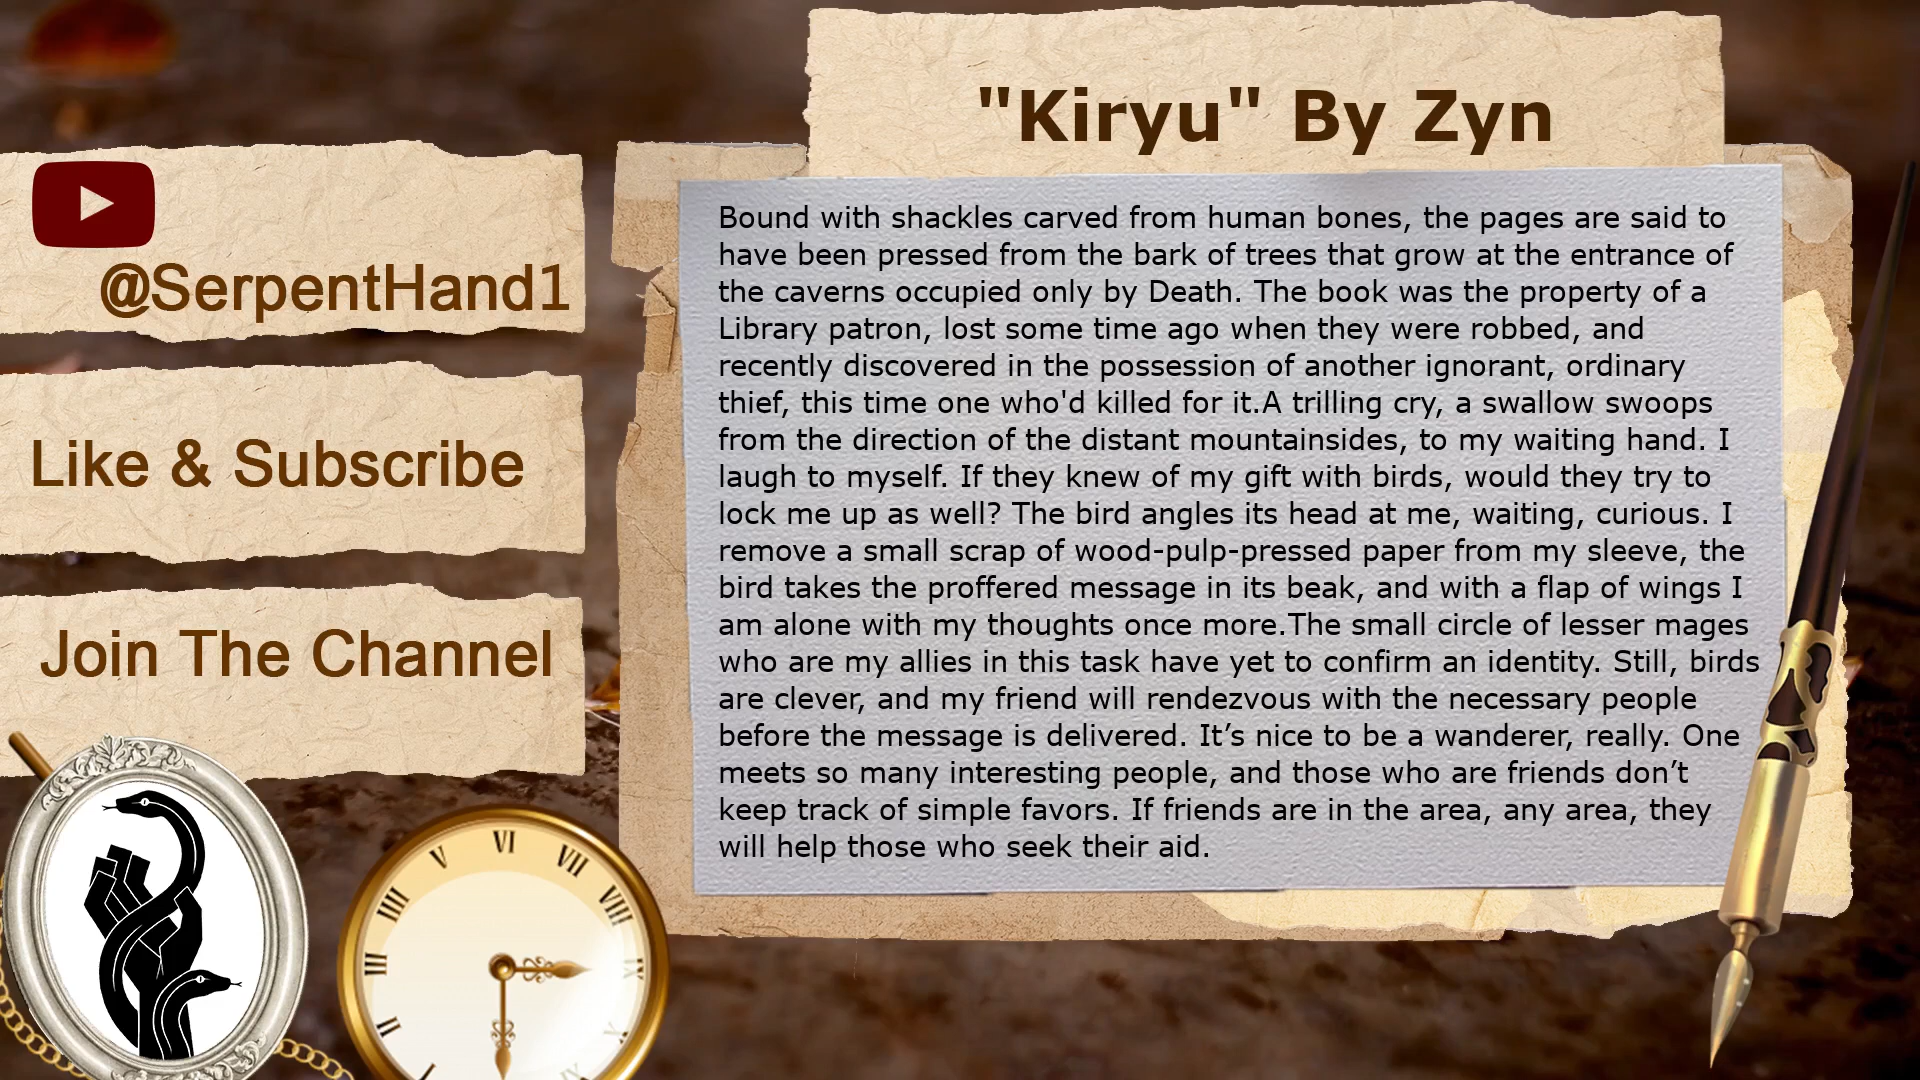 "Kiryu" By Zyn
@SerpentHand1
Like & Subscribe
Join The Channel
Bound with shackles carved from human bones, the pages are said to
have been pressed from the bark of trees that grow at the entrance of
the caverns occupied only by Death. The book was the property of a
Library patron, lost some time ago when they were robbed, and
recently discovered in the possession of another ignorant, ordinary
thief, this time one who'd killed for it.A trilling cry, a swallow swoops
from the direction of the distant mountainsides, to my waiting hand. I
laugh to myself. If they knew of my gift with birds, would they try to
lock me up as well? The bird angles its head at me, waiting, curious. I
remove a small scrap of wood-pulp-pressed paper from my sleeve, the
bird takes the proffered message in its beak, and with a flap of wings I
am alone with my thoughts once more.The small circle of lesser mages
who are my allies in this task have yet to confirm an identity. Still, birds
are clever, and my friend will rendezvous with the necessary people
before the message is delivered. It’s nice to be a wanderer, really. One
meets so many interesting people, and those who are friends don’t
keep track of simple favors. If friends are in the area, any area, they
will help those who seek their aid.
II
III
IIII
V
VI
VII
VIII
IX
X